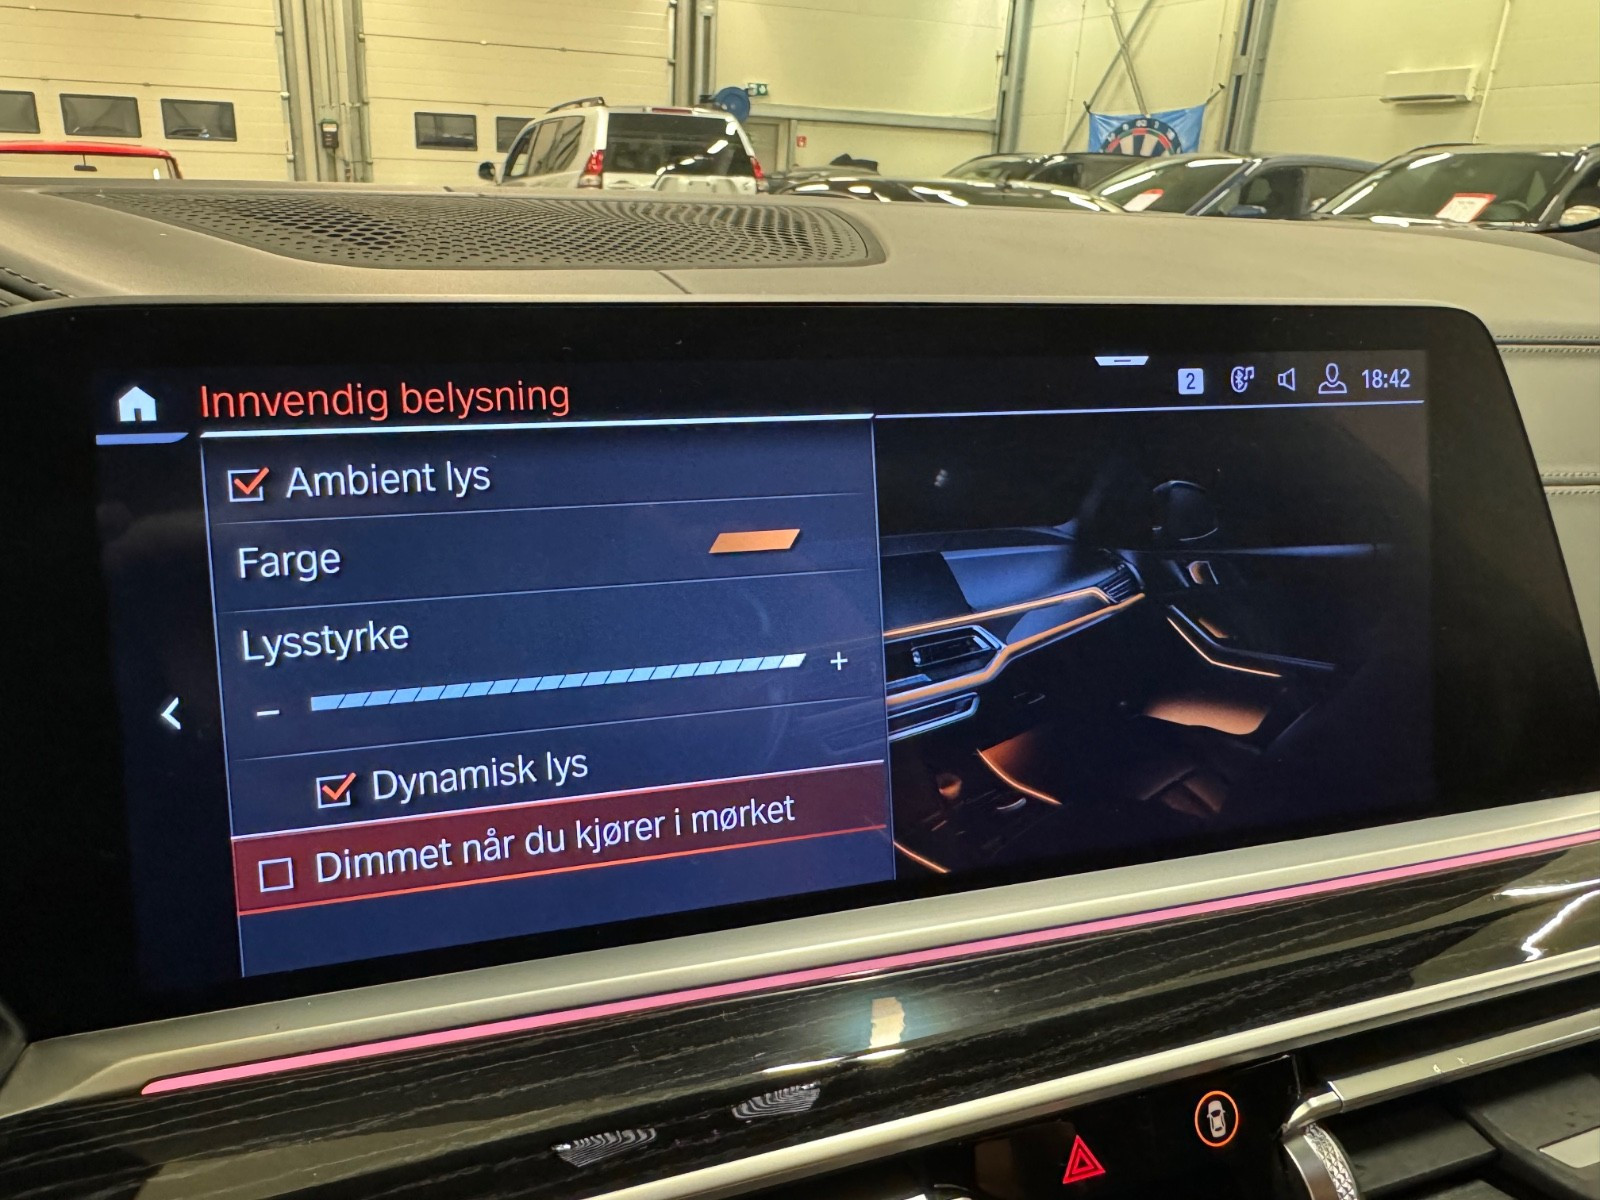 Innvendig belysning
2
18:42
Ambient lys
Farge
Lysstyrke
− +
Dynamisk lys
Dimmet når du kjører i mørket